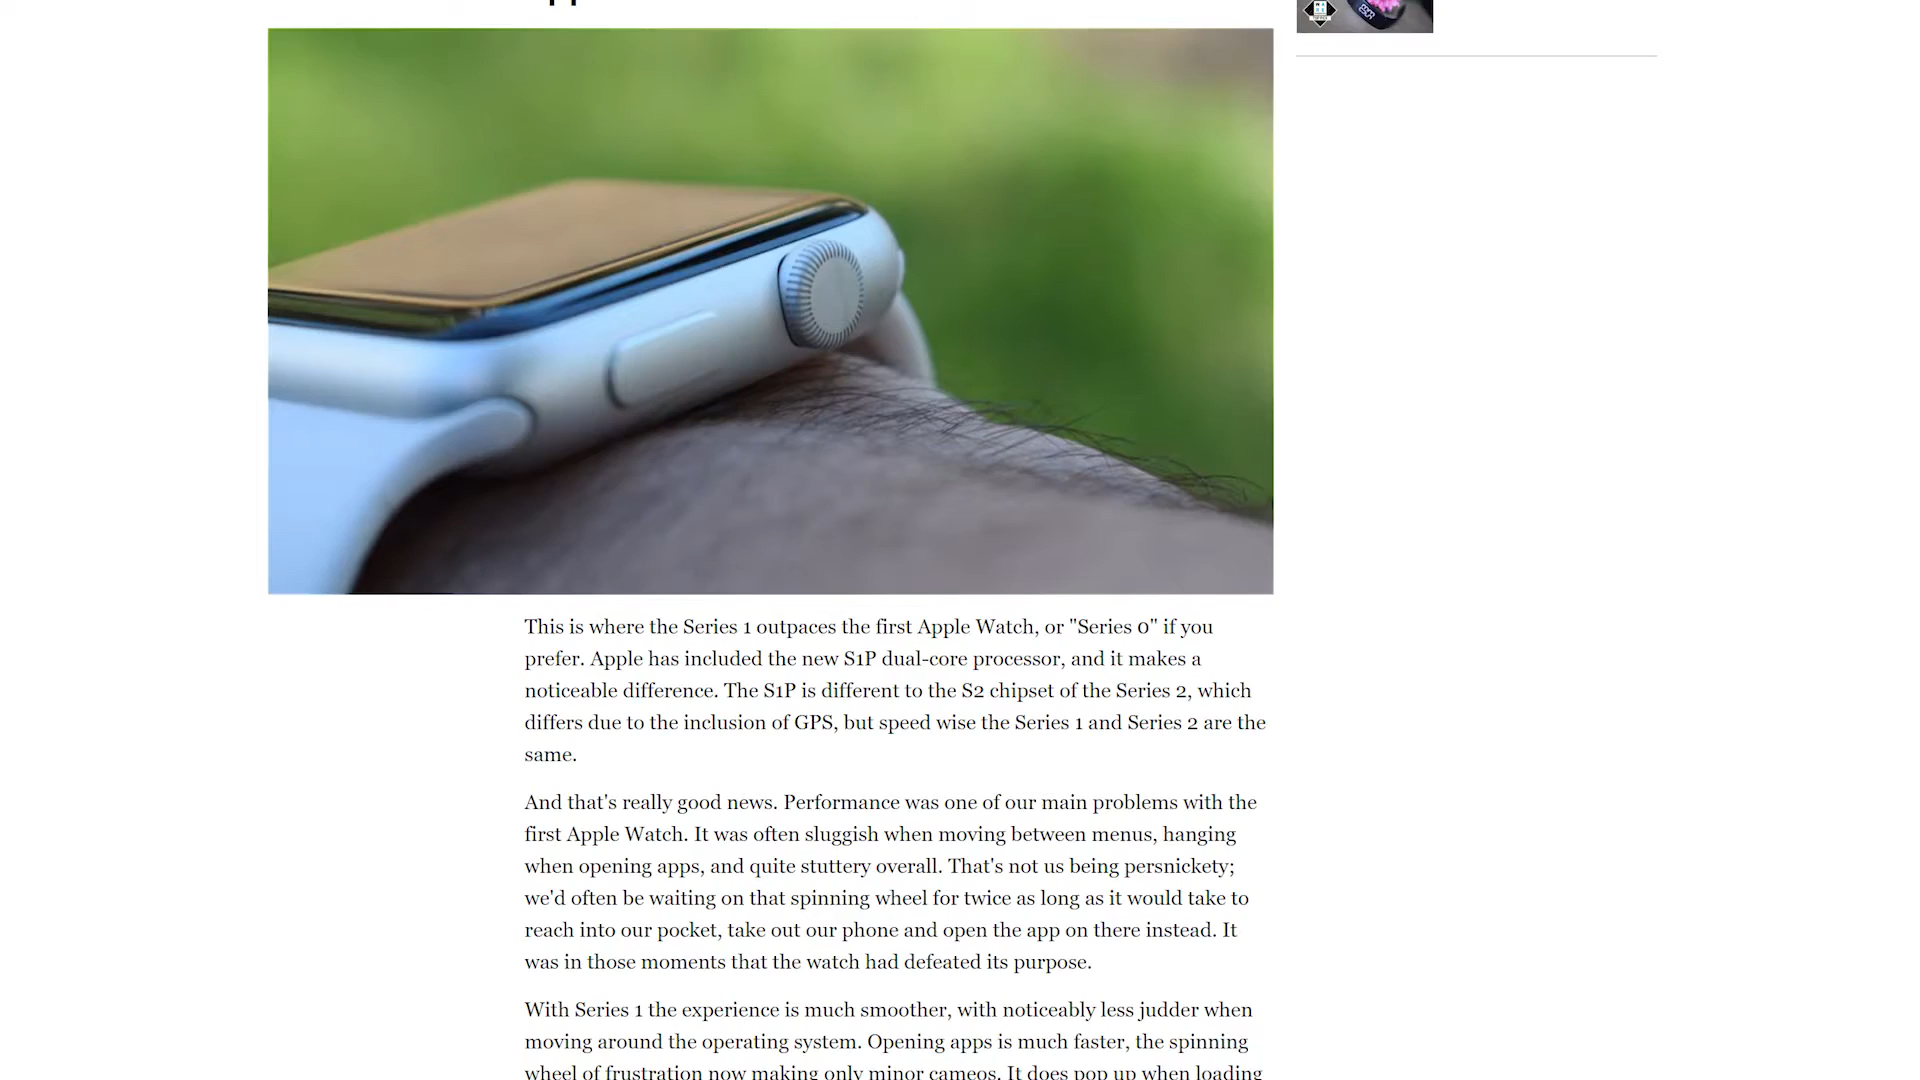 This is where the Series 1 outpaces the first Apple Watch, or "Series 0" if you
prefer. Apple has included the new S1P dual-core processor, and it makes a
noticeable difference. The S1P is different to the S2 chipset of the Series 2, which
differs due to the inclusion of GPS, but speed wise the Series 1 and Series 2 are the
same.
And that's really good news. Performance was one of our main problems with the
first Apple Watch. It was often sluggish when moving between menus, hanging
when opening apps, and quite stuttery overall. That's not us being persnickety;
we'd often be waiting on that spinning wheel for twice as long as it would take to
reach into our pocket, take out our phone and open the app on there instead. It
was in those moments that the watch had defeated its purpose.
With Series 1 the experience is much smoother, with noticeably less judder when
moving around the operating system. Opening apps is much faster, the spinning
wheel of frustration now making only minor cameos. It does pop up when loading